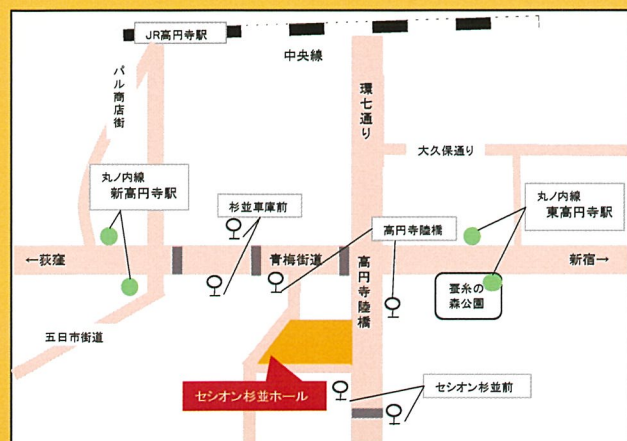 JR高円寺駅
中央線
パル商店街
環七通り
大久保通り
丸ノ内線
新高円寺駅
杉並車庫前
高円寺陸橋
丸ノ内線
東高円寺駅
←荻窪
青梅街道
高円寺陸橋
新宿→
蚕糸の
森公園
五日市街道
セシオン杉並ホール
セシオン杉並前